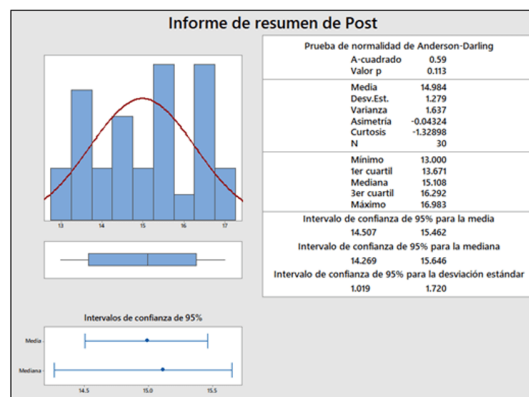 Informe de resumen de Post
13 14 15 16 17
Intervalos de confianza de 95%
Media
Mediana
14.5 15.0 15.5
Prueba de normalidad de Anderson-Darling
A-cuadrado 0.59
Valor p 0.113
Media 14.984
Desv.Est. 1.279
Varianza 1.637
Asimetría -0.04324
Curtosis -1.32898
N 30
Mínimo 13.000
1er cuartil 13.671
Mediana 15.108
3er cuartil 16.292
Máximo 16.983
Intervalo de confianza de 95% para la media
14.507 15.462
Intervalo de confianza de 95% para la mediana
14.269 15.646
Intervalo de confianza de 95% para la desviación estándar
1.019 1.720